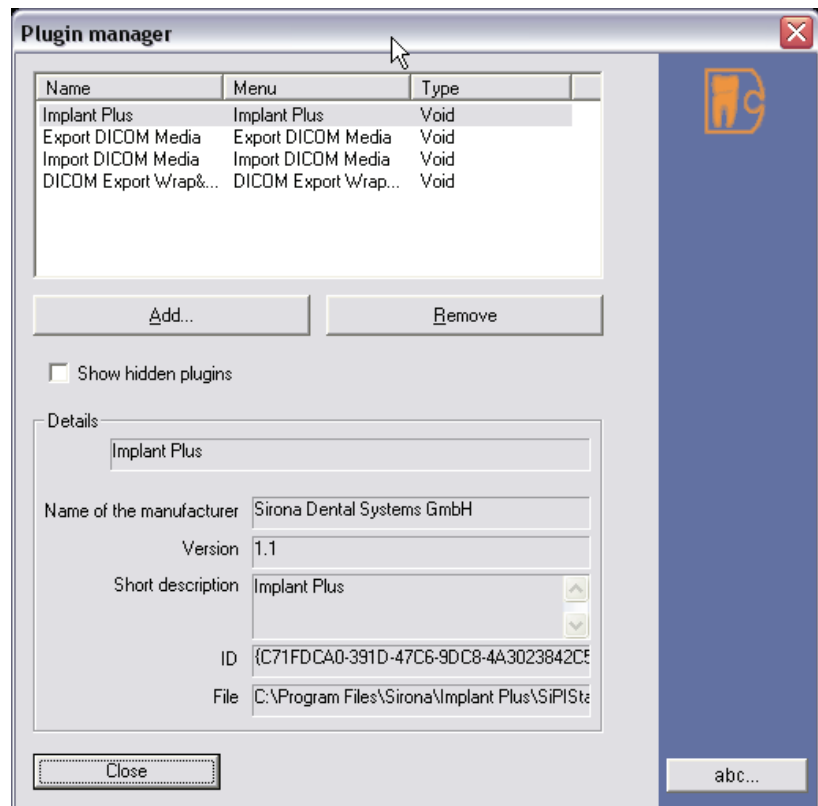 Plugin manager
Name Menu Type
Implant Plus Implant Plus Void
Export DICOM Media Export DICOM Media Void
Import DICOM Media Import DICOM Media Void
DICOM Export Wrap&... DICOM Export Wrap... Void
Add... Remove
Show hidden plugins
Details
Implant Plus
Name of the manufacturer Sirona Dental Systems GmbH
Version 1.1
Short description Implant Plus
ID {C71FDCA0-391D-47C6-9DC8-4A3023842C5
File C:\Program Files\Sirona\Implant Plus\SiPlSta
Close abc...